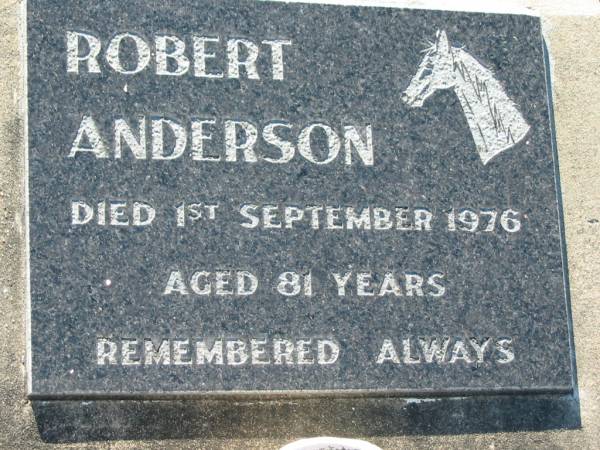 ROBERT
ANDERSON
DIED 1ST SEPTEMBER 1976
AGED 81 YEARS
REMEMBERED ALWAYS